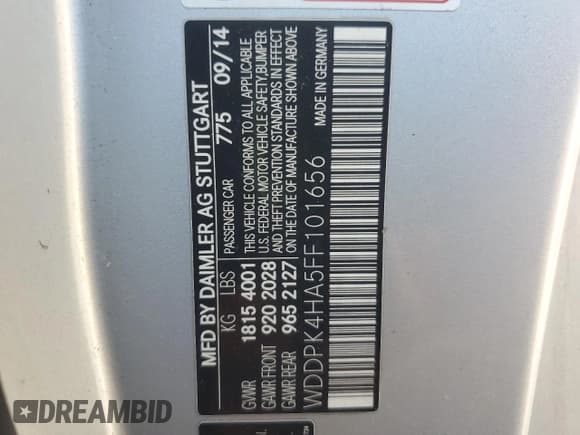 MFD BY DAIMLER AG STUTTGART
KG LBS PASSENGER CAR 775 09/14
GVWR 1815 4001
GAWR FRONT 920 2028
GAWR REAR 965 2127
THIS VEHICLE CONFORMS TO ALL APPLICABLE
U.S. FEDERAL MOTOR VEHICLE SAFETY, BUMPER
AND THEFT PREVENTION STANDARDS IN EFFECT
ON THE DATE OF MANUFACTURE SHOWN ABOVE
WDDPK4HA5FF101656 MADE IN GERMANY
DREAMBID